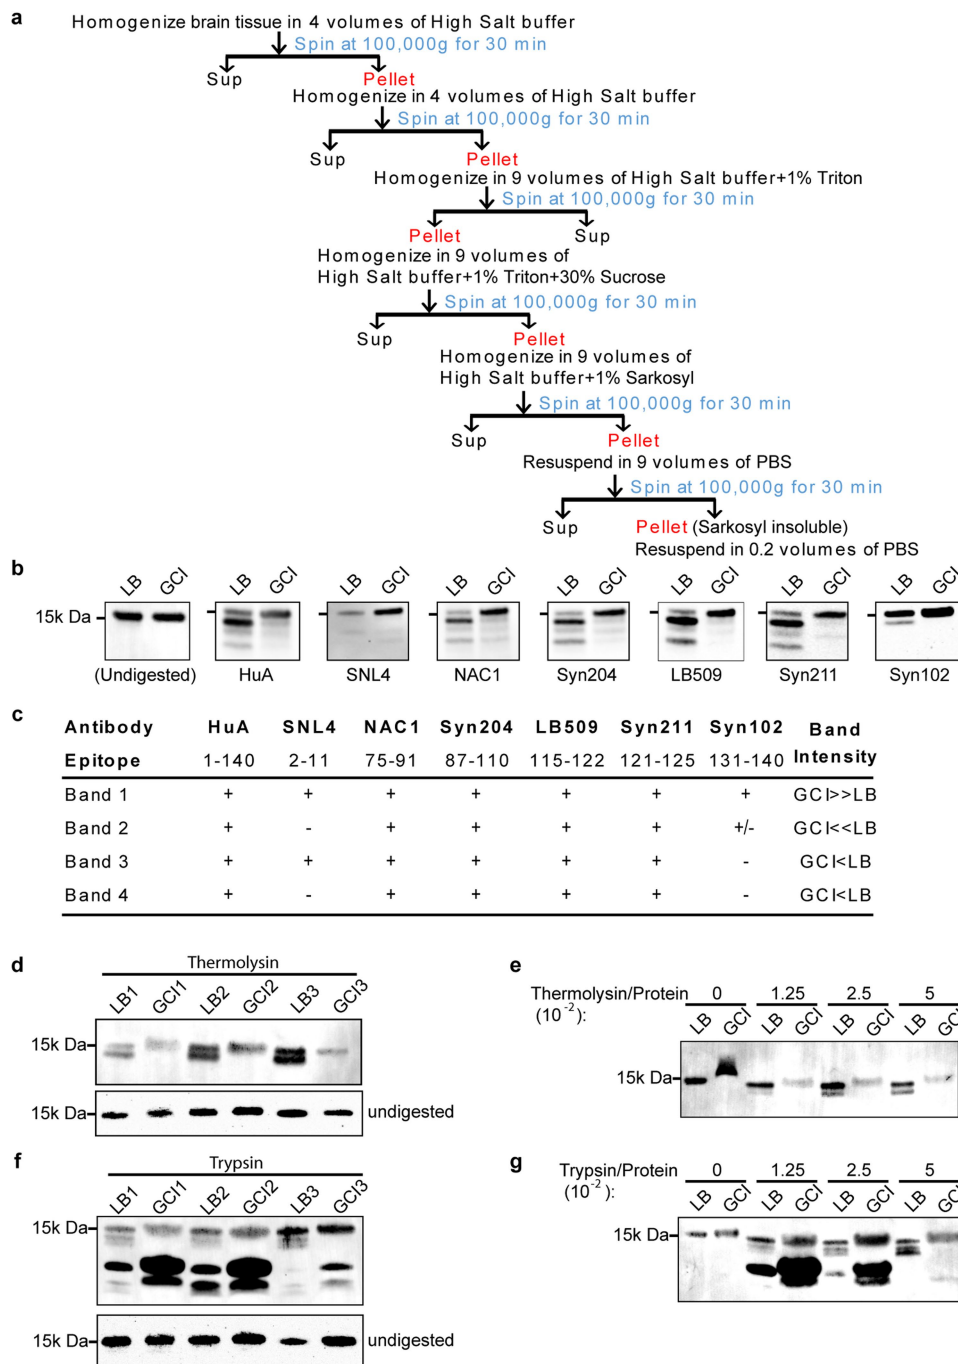 a
Homogenize brain tissue in 4 volumes of High Salt buffer
Spin at 100,000g for 30 min
Sup Pellet
Homogenize in 4 volumes of High Salt buffer
Spin at 100,000g for 30 min
Sup Pellet
Homogenize in 9 volumes of High Salt buffer+1% Triton
Spin at 100,000g for 30 min
Pellet Sup
Homogenize in 9 volumes of
High Salt buffer+1% Triton+30% Sucrose
Spin at 100,000g for 30 min
Sup Pellet
Homogenize in 9 volumes of
High Salt buffer+1% Sarkosyl
Spin at 100,000g for 30 min
Sup Pellet
Resuspend in 9 volumes of PBS
Spin at 100,000g for 30 min
Sup Pellet (Sarkosyl insoluble)
Resuspend in 0.2 volumes of PBS
b
LB GCI LB GCI LB GCI LB GCI LB GCI LB GCI LB GCI LB GCI
15k Da
(Undigested) HuA SNL4 NAC1 Syn204 LB509 Syn211 Syn102
c
Antibody HuA SNL4 NAC1 Syn204 LB509 Syn211 Syn102 Band
Epitope 1-140 2-11 75-91 87-110 115-122 121-125 131-140 Intensity
Band 1 + + + + + + + GCI>>LB
Band 2 + - + + + + +/- GCI<<LB
Band 3 + + + + + + - GCI<LB
Band 4 + - + + + + - GCI<LB
d
Thermolysin
LB1 GCI1 LB2 GCI2 LB3 GCI3
15k Da
15k Da undigested
e
Thermolysin/Protein 0 1.25 2.5 5
(10-2):
LB GCI LB GCI LB GCI LB GCI
15k Da
f
Trypsin
LB1 GCI1 LB2 GCI2 LB3 GCI3
15k Da
15k Da undigested
g
Trypsin/Protein 0 1.25 2.5 5
(10-2):
LB GCI LB GCI LB GCI LB GCI
15k Da